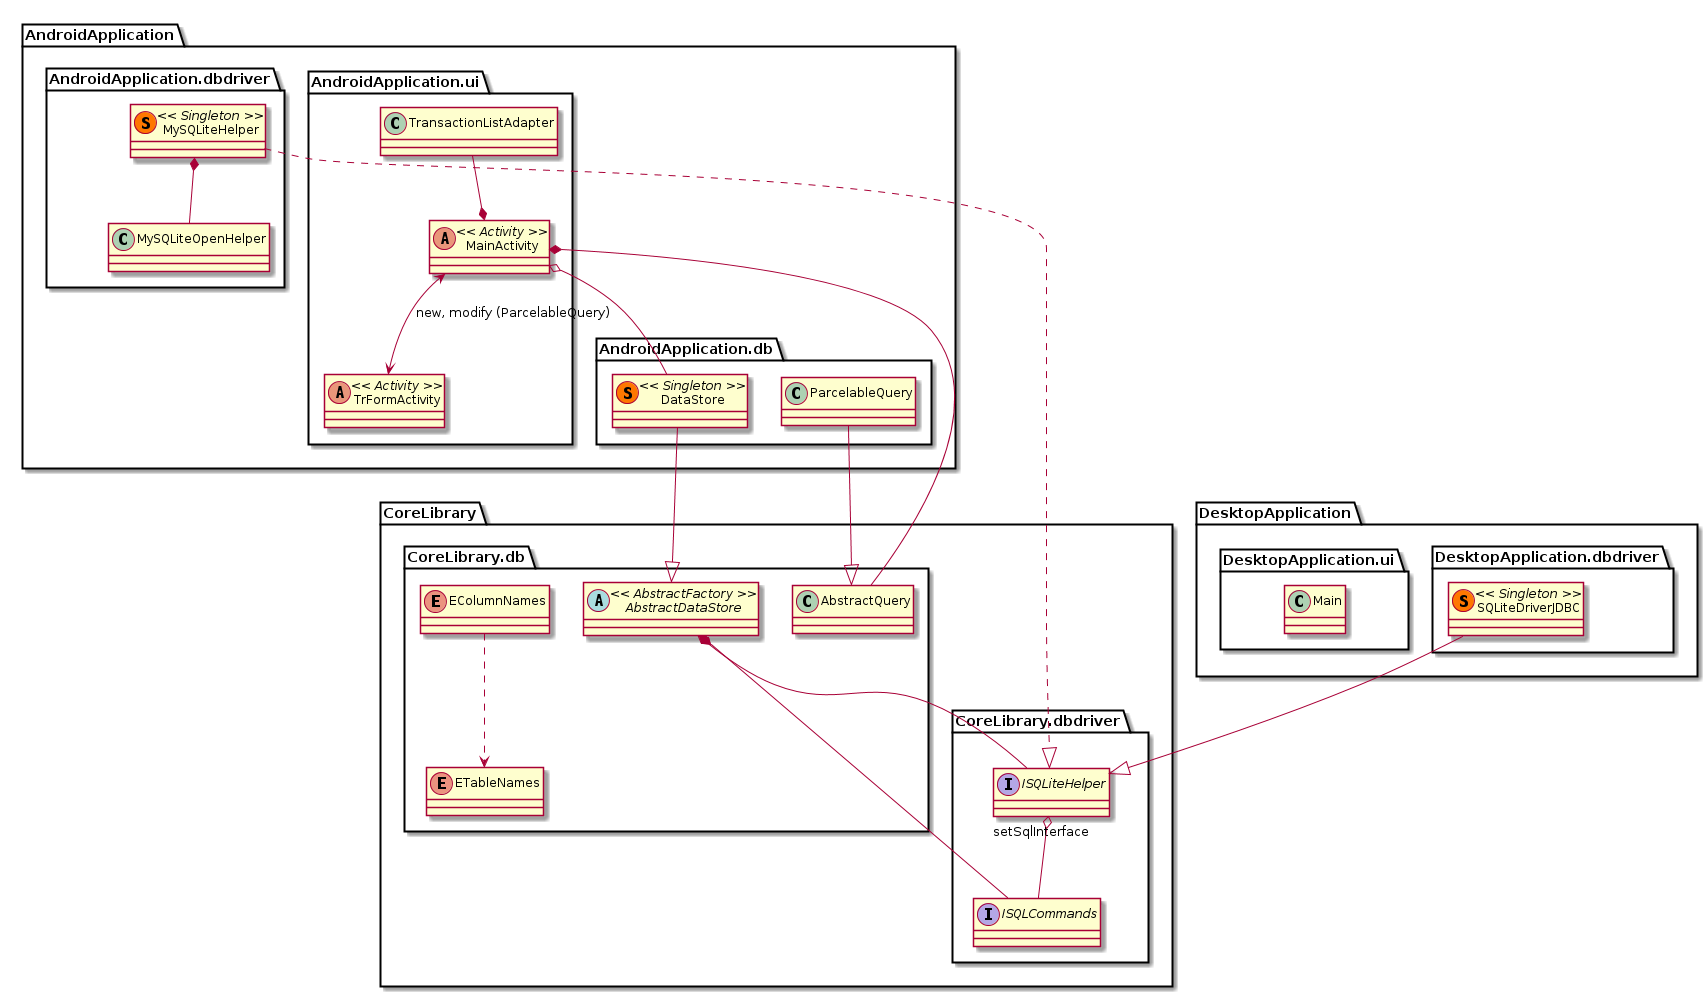 AndroidApplication
AndroidApplication.dbdriver
S
<< Singleton >>
MySQLiteHelper
C
MySQLiteOpenHelper
AndroidApplication.ui
C
TransactionListAdapter
A
<< Activity >>
MainActivity
new, modify (ParcelableQuery)
A
<< Activity >>
TrFormActivity
AndroidApplication.db
S
<< Singleton >>
DataStore
C
ParcelableQuery
CoreLibrary
CoreLibrary.db
E
EColumnNames
A
<< AbstractFactory >>
AbstractDataStore
C
AbstractQuery
E
ETableNames
CoreLibrary.dbdriver
I
ISQLiteHelper
setSqlInterface
I
ISQLCommands
DesktopApplication
DesktopApplication.ui
C
Main
DesktopApplication.dbdriver
S
<< Singleton >>
SQLiteDriverJDBC